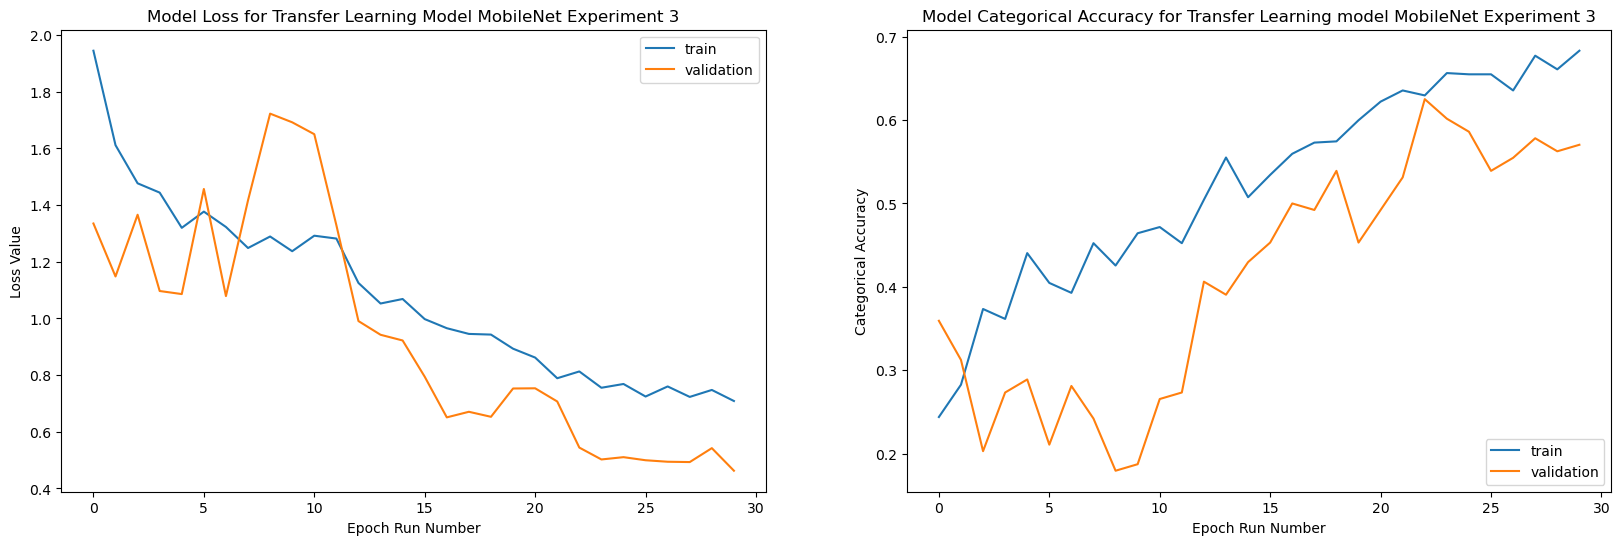 Model Loss for Transfer Learning Model MobileNet Experiment 3
2.0
1.8
1.6
1.4
1.2
1.0
0.8
0.6
0.4
Loss Value
train
validation
0 5 10 15 20 25 30
Epoch Run Number
Model Categorical Accuracy for Transfer Learning model MobileNet Experiment 3
0.7
0.6
0.5
0.4
0.3
0.2
Categorical Accuracy
train
validation
0 5 10 15 20 25 30
Epoch Run Number